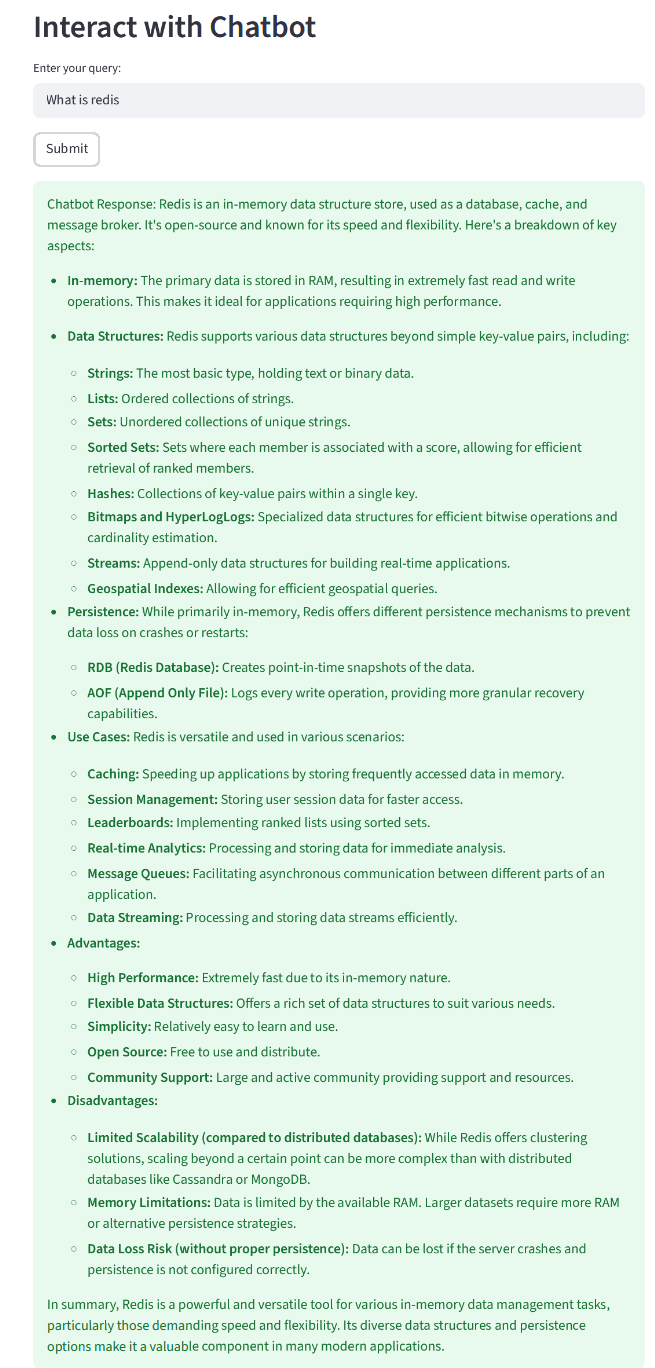 Interact with Chatbot
Enter your query:
What is redis
Submit
Chatbot Response: Redis is an in-memory data structure store, used as a database, cache, and
message broker. It's open-source and known for its speed and flexibility. Here's a breakdown of key
aspects:
• In-memory: The primary data is stored in RAM, resulting in extremely fast read and write
operations. This makes it ideal for applications requiring high performance.
• Data Structures: Redis supports various data structures beyond simple key-value pairs, including:
○ Strings: The most basic type, holding text or binary data.
○ Lists: Ordered collections of strings.
○ Sets: Unordered collections of unique strings.
○ Sorted Sets: Sets where each member is associated with a score, allowing for efficient
retrieval of ranked members.
○ Hashes: Collections of key-value pairs within a single key.
○ Bitmaps and HyperLogLogs: Specialized data structures for efficient bitwise operations and
cardinality estimation.
○ Streams: Append-only data structures for building real-time applications.
○ Geospatial Indexes: Allowing for efficient geospatial queries.
• Persistence: While primarily in-memory, Redis offers different persistence mechanisms to prevent
data loss on crashes or restarts:
○ RDB (Redis Database): Creates point-in-time snapshots of the data.
○ AOF (Append Only File): Logs every write operation, providing more granular recovery
capabilities.
• Use Cases: Redis is versatile and used in various scenarios:
○ Caching: Speeding up applications by storing frequently accessed data in memory.
○ Session Management: Storing user session data for faster access.
○ Leaderboards: Implementing ranked lists using sorted sets.
○ Real-time Analytics: Processing and storing data for immediate analysis.
○ Message Queues: Facilitating asynchronous communication between different parts of an
application.
○ Data Streaming: Processing and storing data streams efficiently.
• Advantages:
○ High Performance: Extremely fast due to its in-memory nature.
○ Flexible Data Structures: Offers a rich set of data structures to suit various needs.
○ Simplicity: Relatively easy to learn and use.
○ Open Source: Free to use and distribute.
○ Community Support: Large and active community providing support and resources.
• Disadvantages:
○ Limited Scalability (compared to distributed databases): While Redis offers clustering
solutions, scaling beyond a certain point can be more complex than with distributed
databases like Cassandra or MongoDB.
○ Memory Limitations: Data is limited by the available RAM. Larger datasets require more RAM
or alternative persistence strategies.
○ Data Loss Risk (without proper persistence): Data can be lost if the server crashes and
persistence is not configured correctly.
In summary, Redis is a powerful and versatile tool for various in-memory data management tasks,
particularly those demanding speed and flexibility. Its diverse data structures and persistence
options make it a valuable component in many modern applications.